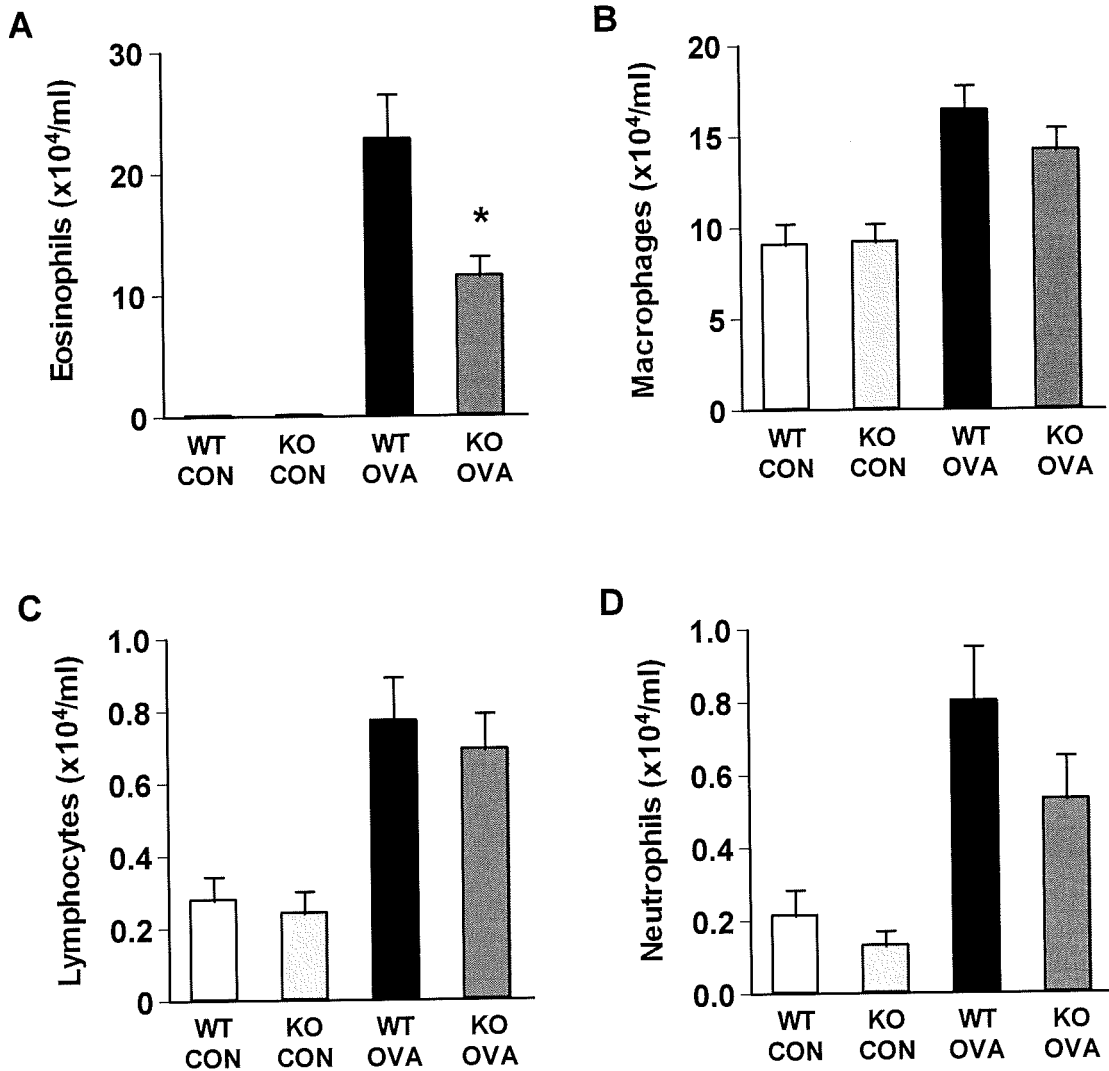 A
Eosinophils (x10⁴/ml)
30
20
10
0
WT CON
KO CON
WT OVA
KO OVA
*
B
Macrophages (x10⁴/ml)
20
15
10
5
0
WT CON
KO CON
WT OVA
KO OVA
C
Lymphocytes (x10⁴/ml)
1.0
0.8
0.6
0.4
0.2
0
WT CON
KO CON
WT OVA
KO OVA
D
Neutrophils (x10⁴/ml)
1.0
0.8
0.6
0.4
0.2
0.0
WT CON
KO CON
WT OVA
KO OVA